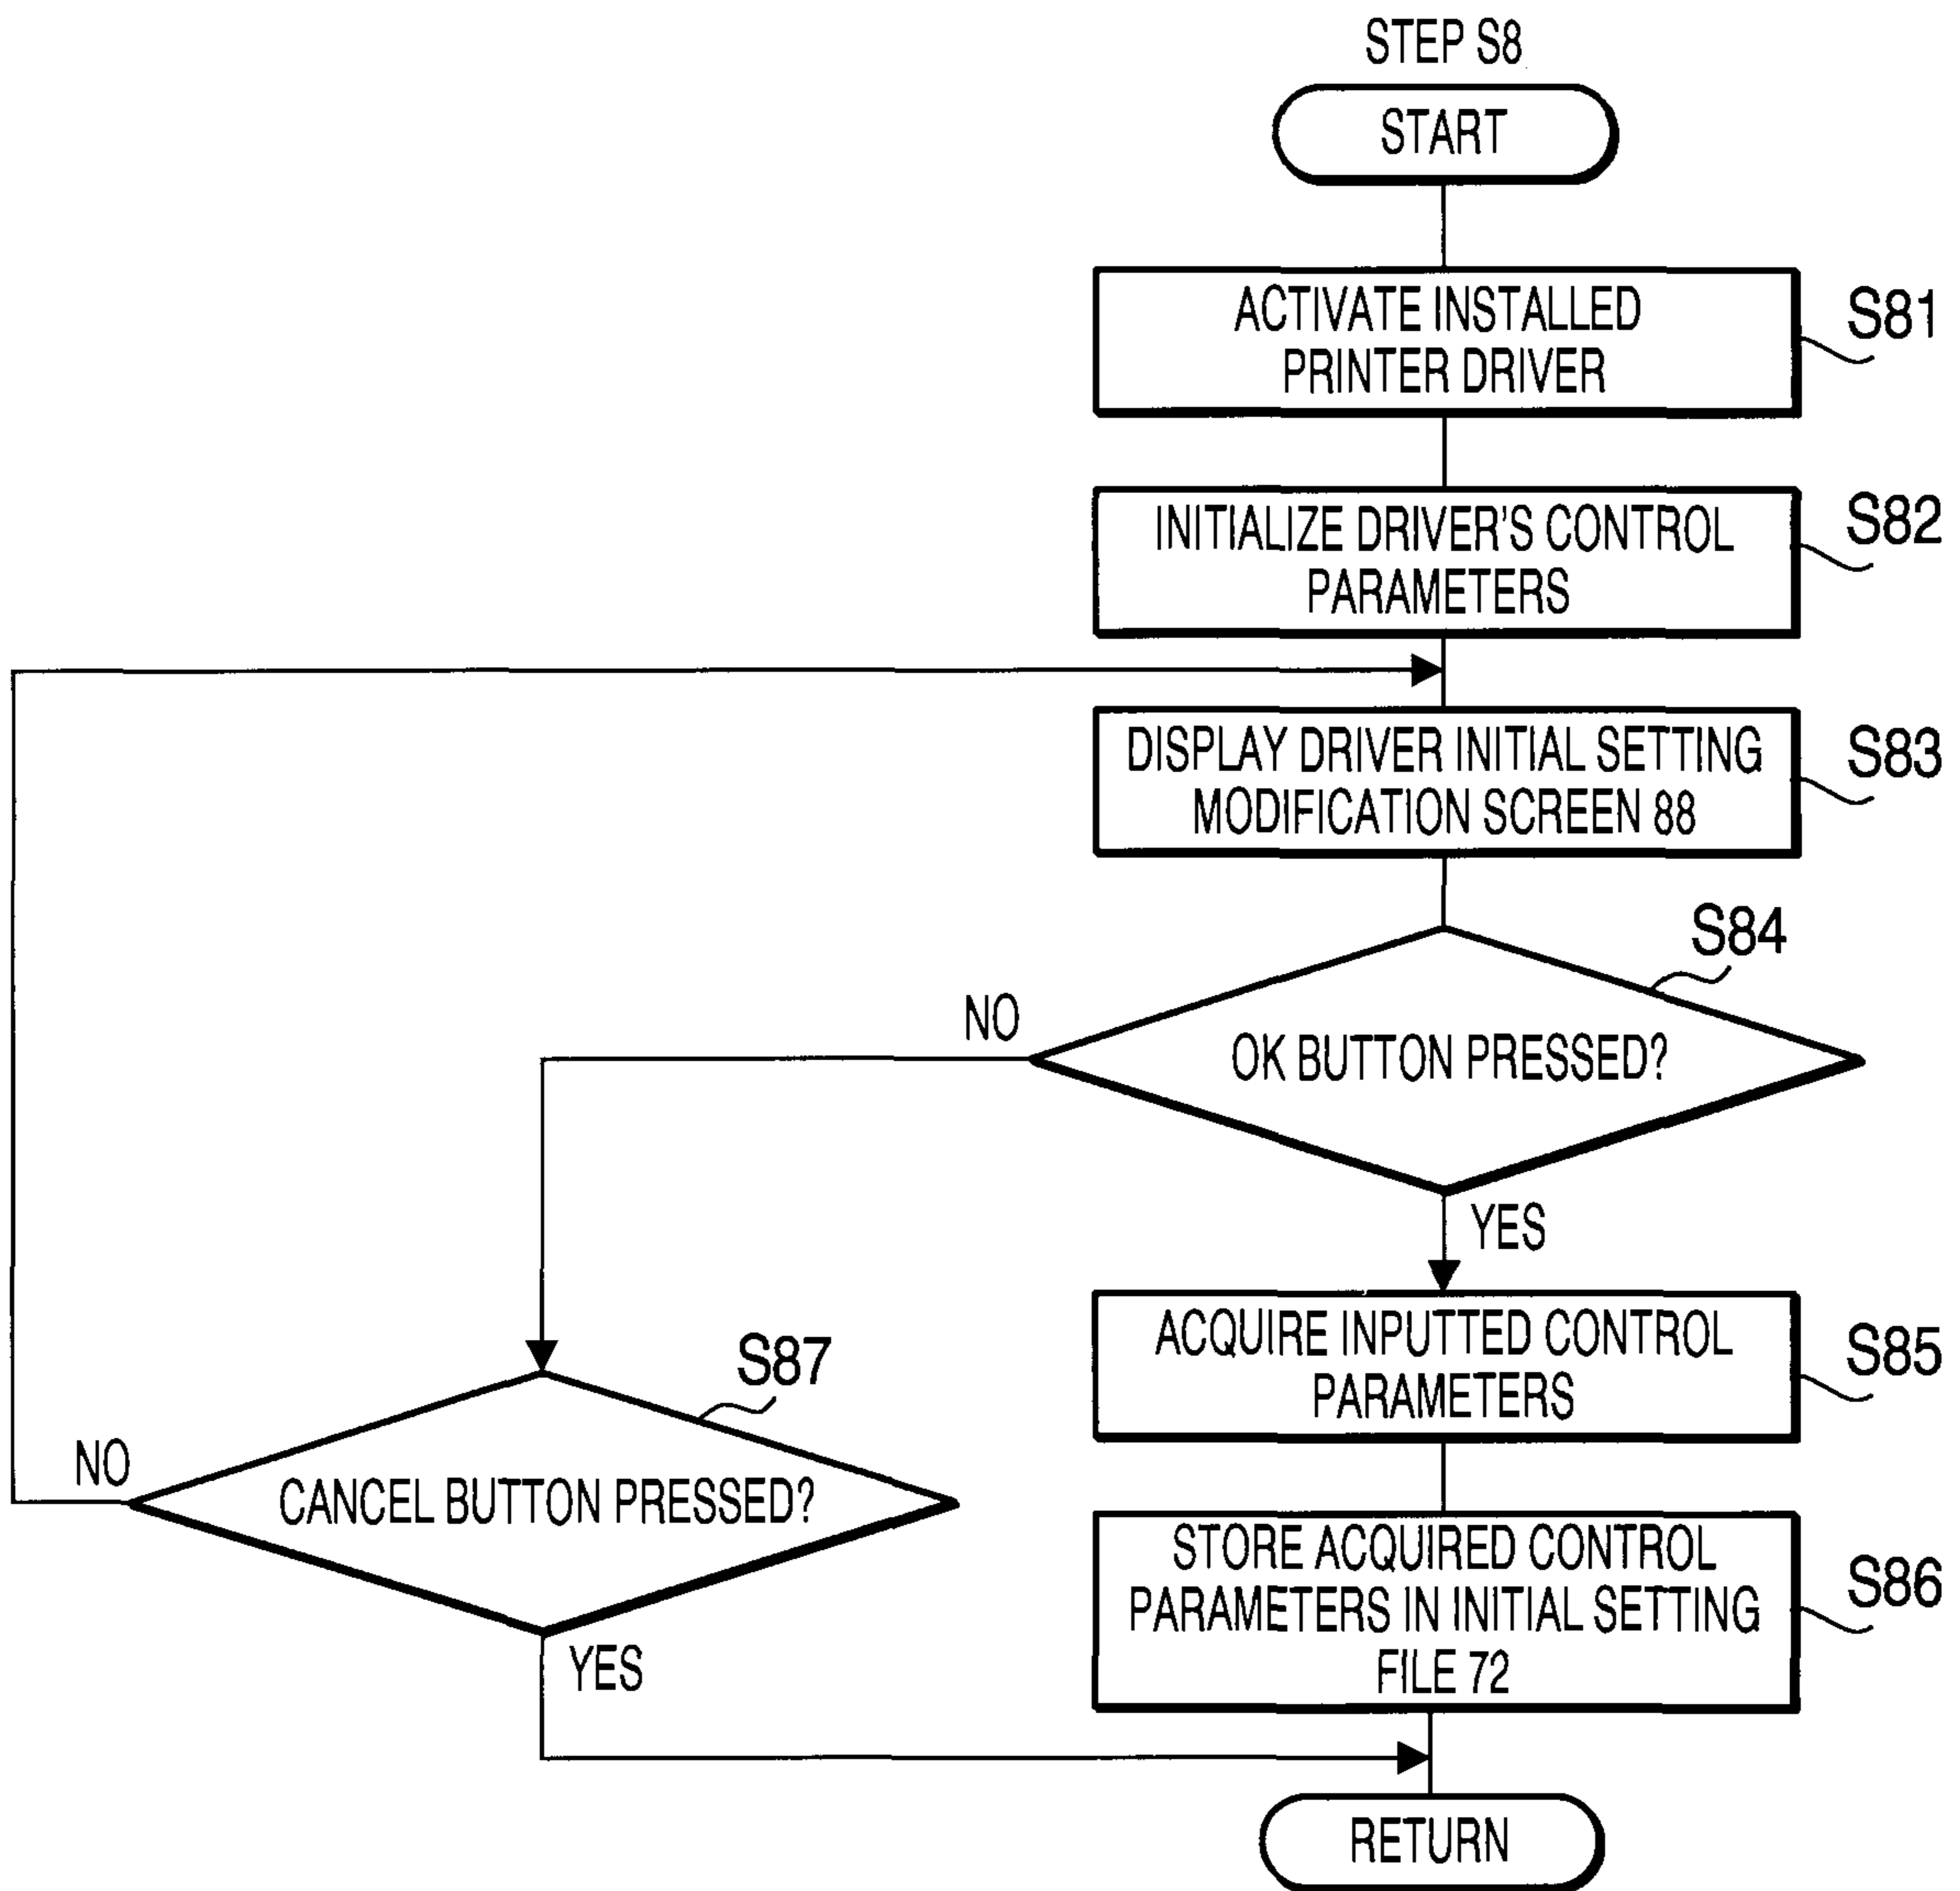 STEP S8
START
ACTIVATE INSTALLED
PRINTER DRIVER
S81
INITIALIZE DRIVER'S CONTROL
PARAMETERS
S82
DISPLAY DRIVER INITIAL SETTING
MODIFICATION SCREEN 88
S83
S84
NO
OK BUTTON PRESSED?
YES
ACQUIRE INPUTTED CONTROL
PARAMETERS
S85
S87
NO
CANCEL BUTTON PRESSED?
YES
STORE ACQUIRED CONTROL
PARAMETERS IN INITIAL SETTING
FILE 72
S86
RETURN